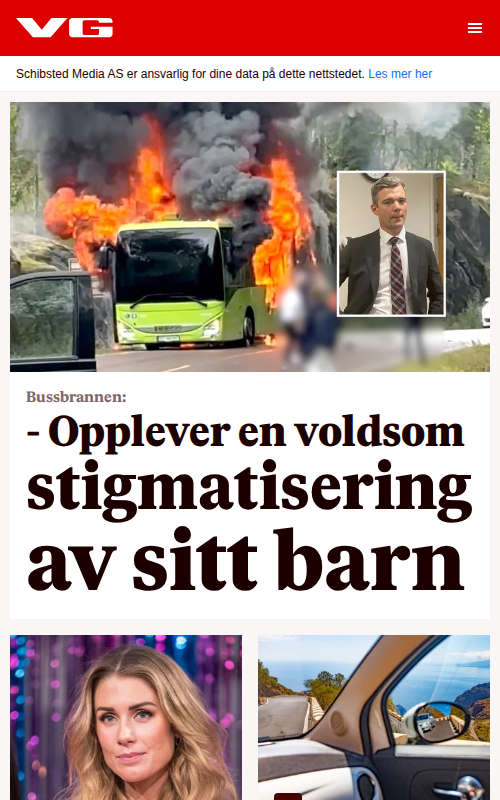 VG
Schibsted Media AS er ansvarlig for dine data på dette nettstedet. Les mer her
Bussbrannen:
- Opplever en voldsom
stigmatisering
av sitt barn